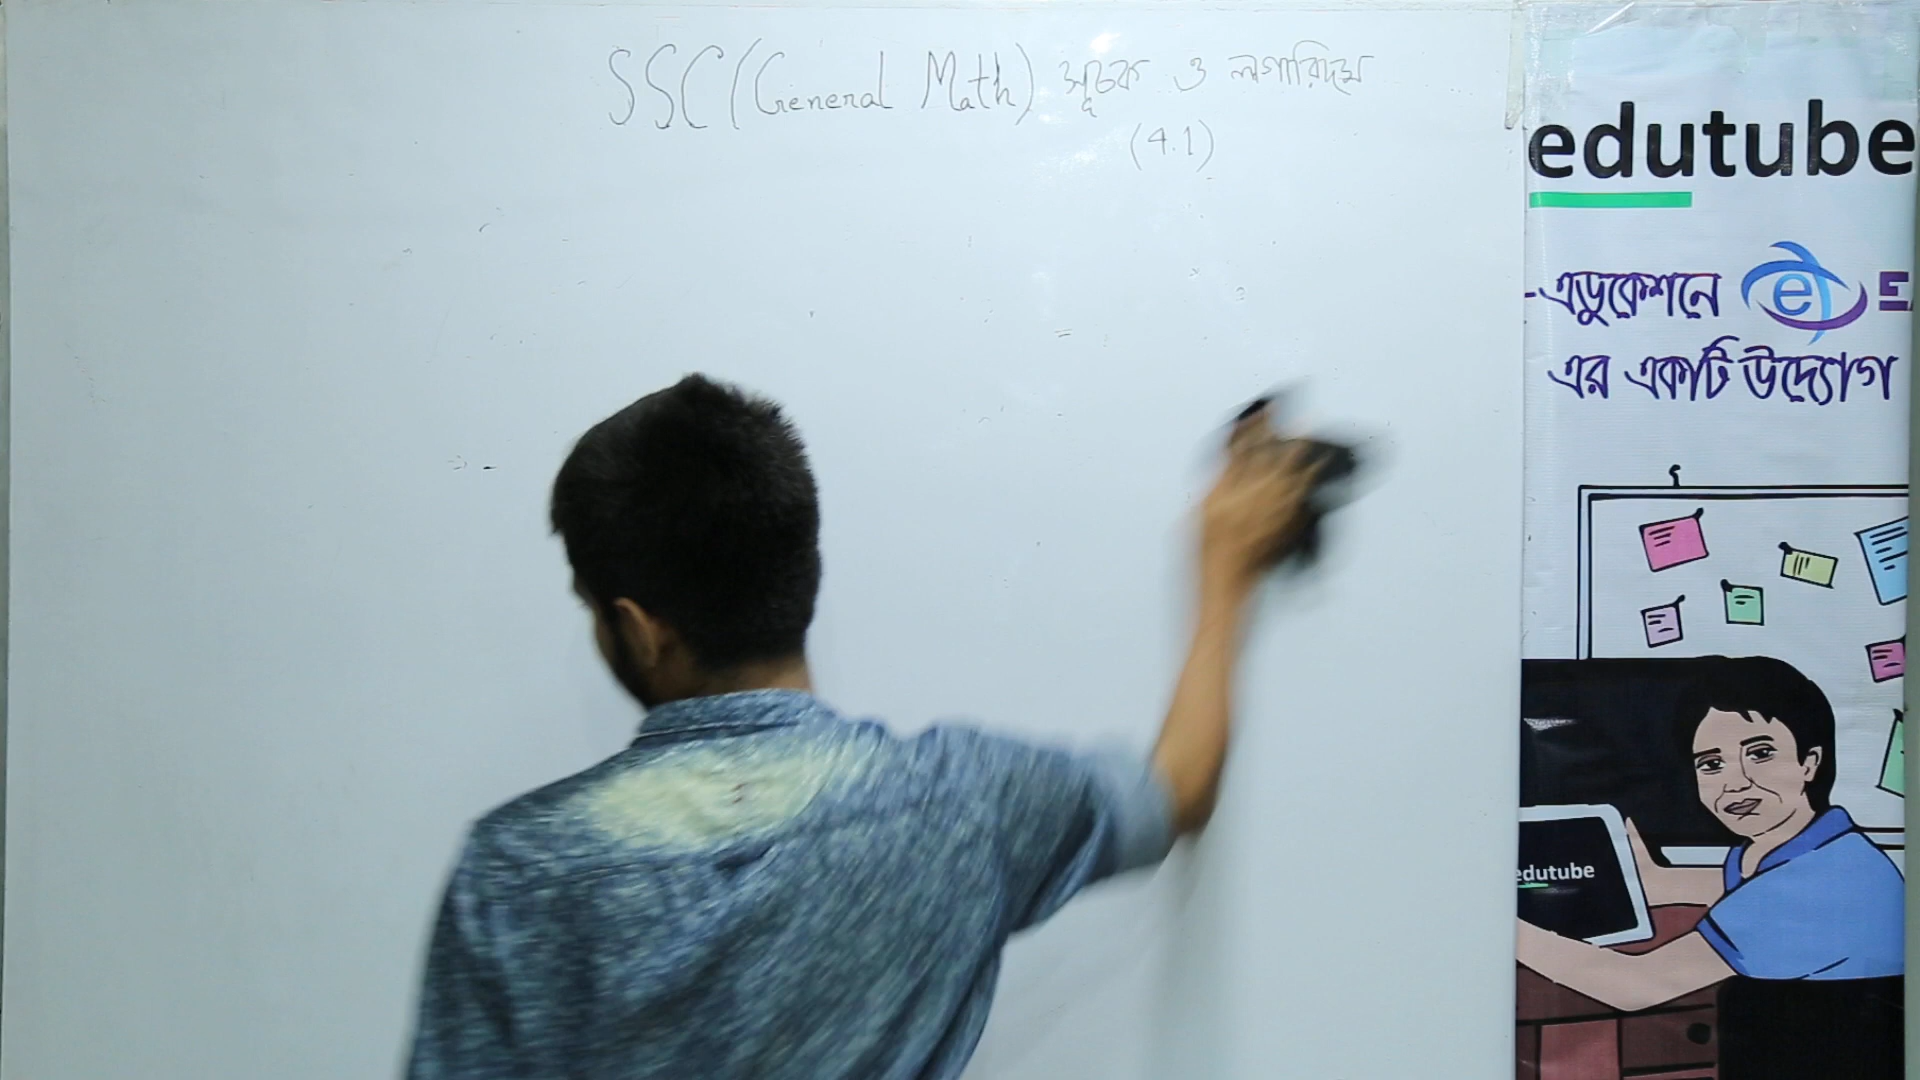 SSC (General Math) সূচক ও লগারিদম
(4.1)
edutube
-এডুকেশনে e E
এর একটি উদ্যোগ
edutube